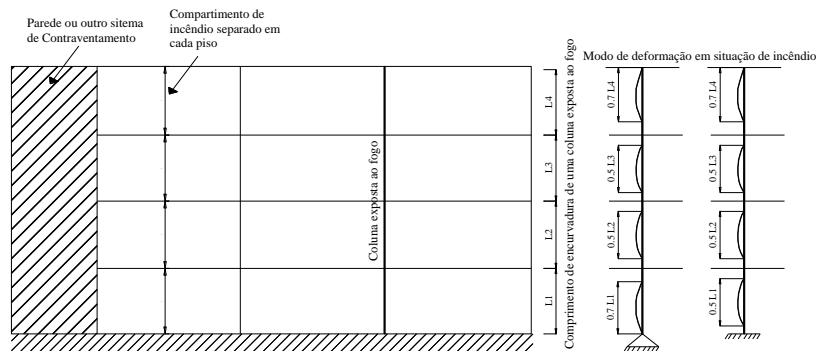 Parede ou outro sitema
de Contraventamento
Compartimento de
incêndio separado em
cada piso
Modo de deformação em situação de incêndio
Coluna exposta ao fogo
L4
L3
L2
L1
Comprimento de encurvadura de uma coluna exposta ao fogo
0.7 L4
0.5 L3
0.5 L2
0.7 L1
0.7 L4
0.5 L3
0.5 L2
0.5 L1